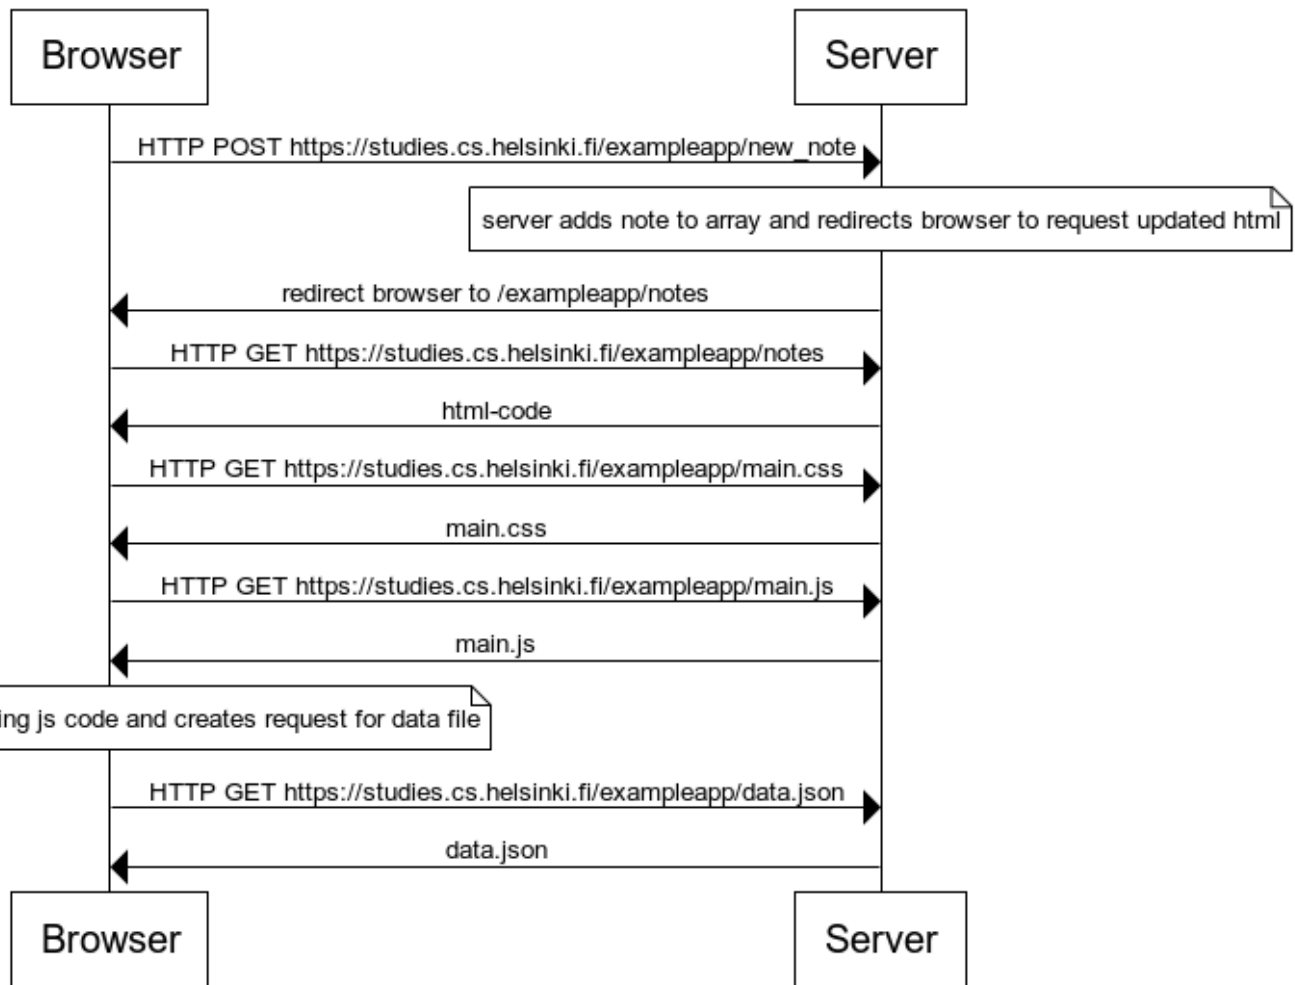 Browser
Server
HTTP POST https://studies.cs.helsinki.fi/exampleapp/new_note
server adds note to array and redirects browser to request updated html
redirect browser to /exampleapp/notes
HTTP GET https://studies.cs.helsinki.fi/exampleapp/notes
html-code
HTTP GET https://studies.cs.helsinki.fi/exampleapp/main.css
main.css
HTTP GET https://studies.cs.helsinki.fi/exampleapp/main.js
main.js
ing js code and creates request for data file
HTTP GET https://studies.cs.helsinki.fi/exampleapp/data.json
data.json
Browser
Server